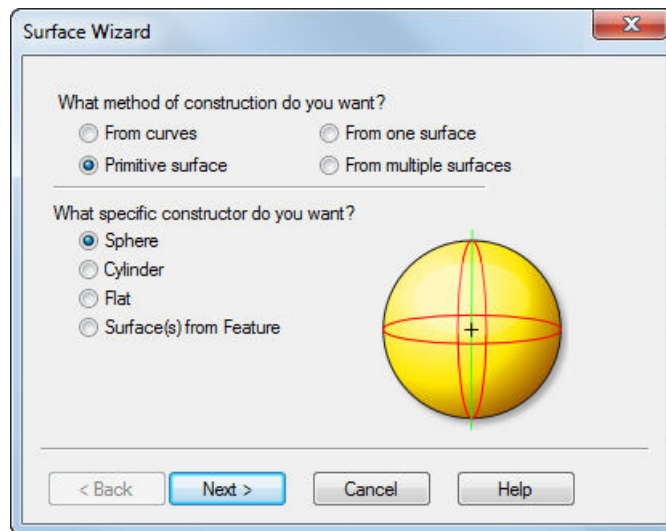 Surface Wizard
What method of construction do you want?
From curves
From one surface
Primitive surface
From multiple surfaces
What specific constructor do you want?
Sphere
Cylinder
Flat
Surface(s) from Feature
< Back
Next >
Cancel
Help